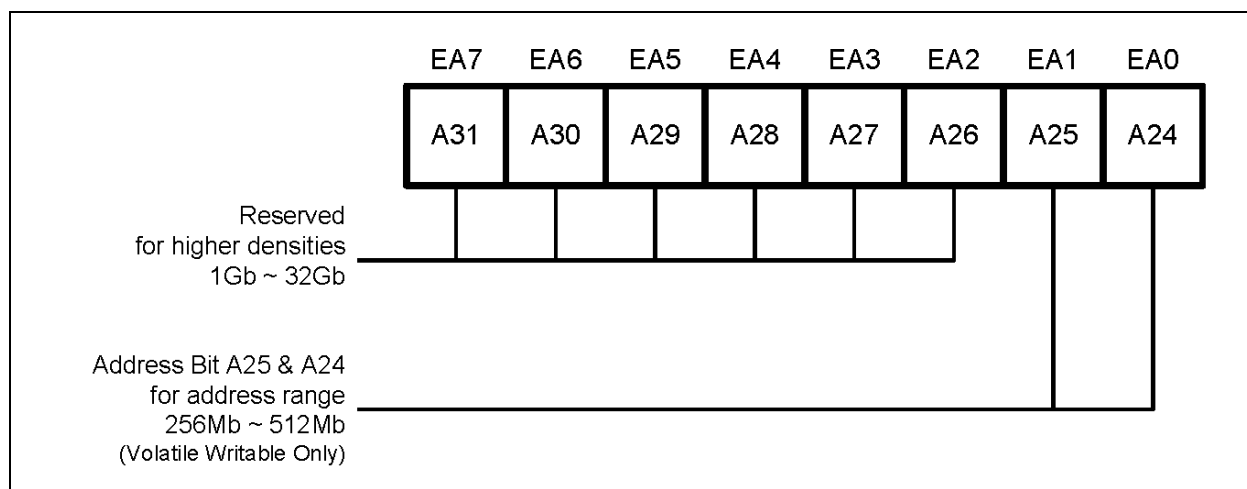 EA7 EA6 EA5 EA4 EA3 EA2 EA1 EA0
A31 A30 A29 A28 A27 A26 A25 A24
Reserved
for higher densities
1Gb ~ 32Gb
Address Bit A25 & A24
for address range
256Mb ~ 512Mb
(Volatile Writable Only)